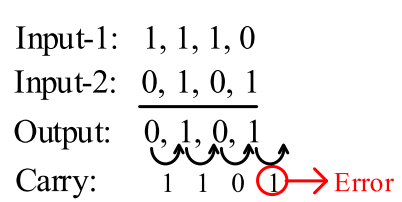 Input-1: 1, 1, 1, 0
Input-2: 0, 1, 0, 1
Output: 0, 1, 0, 1
Carry: 1 1 0 1 Error